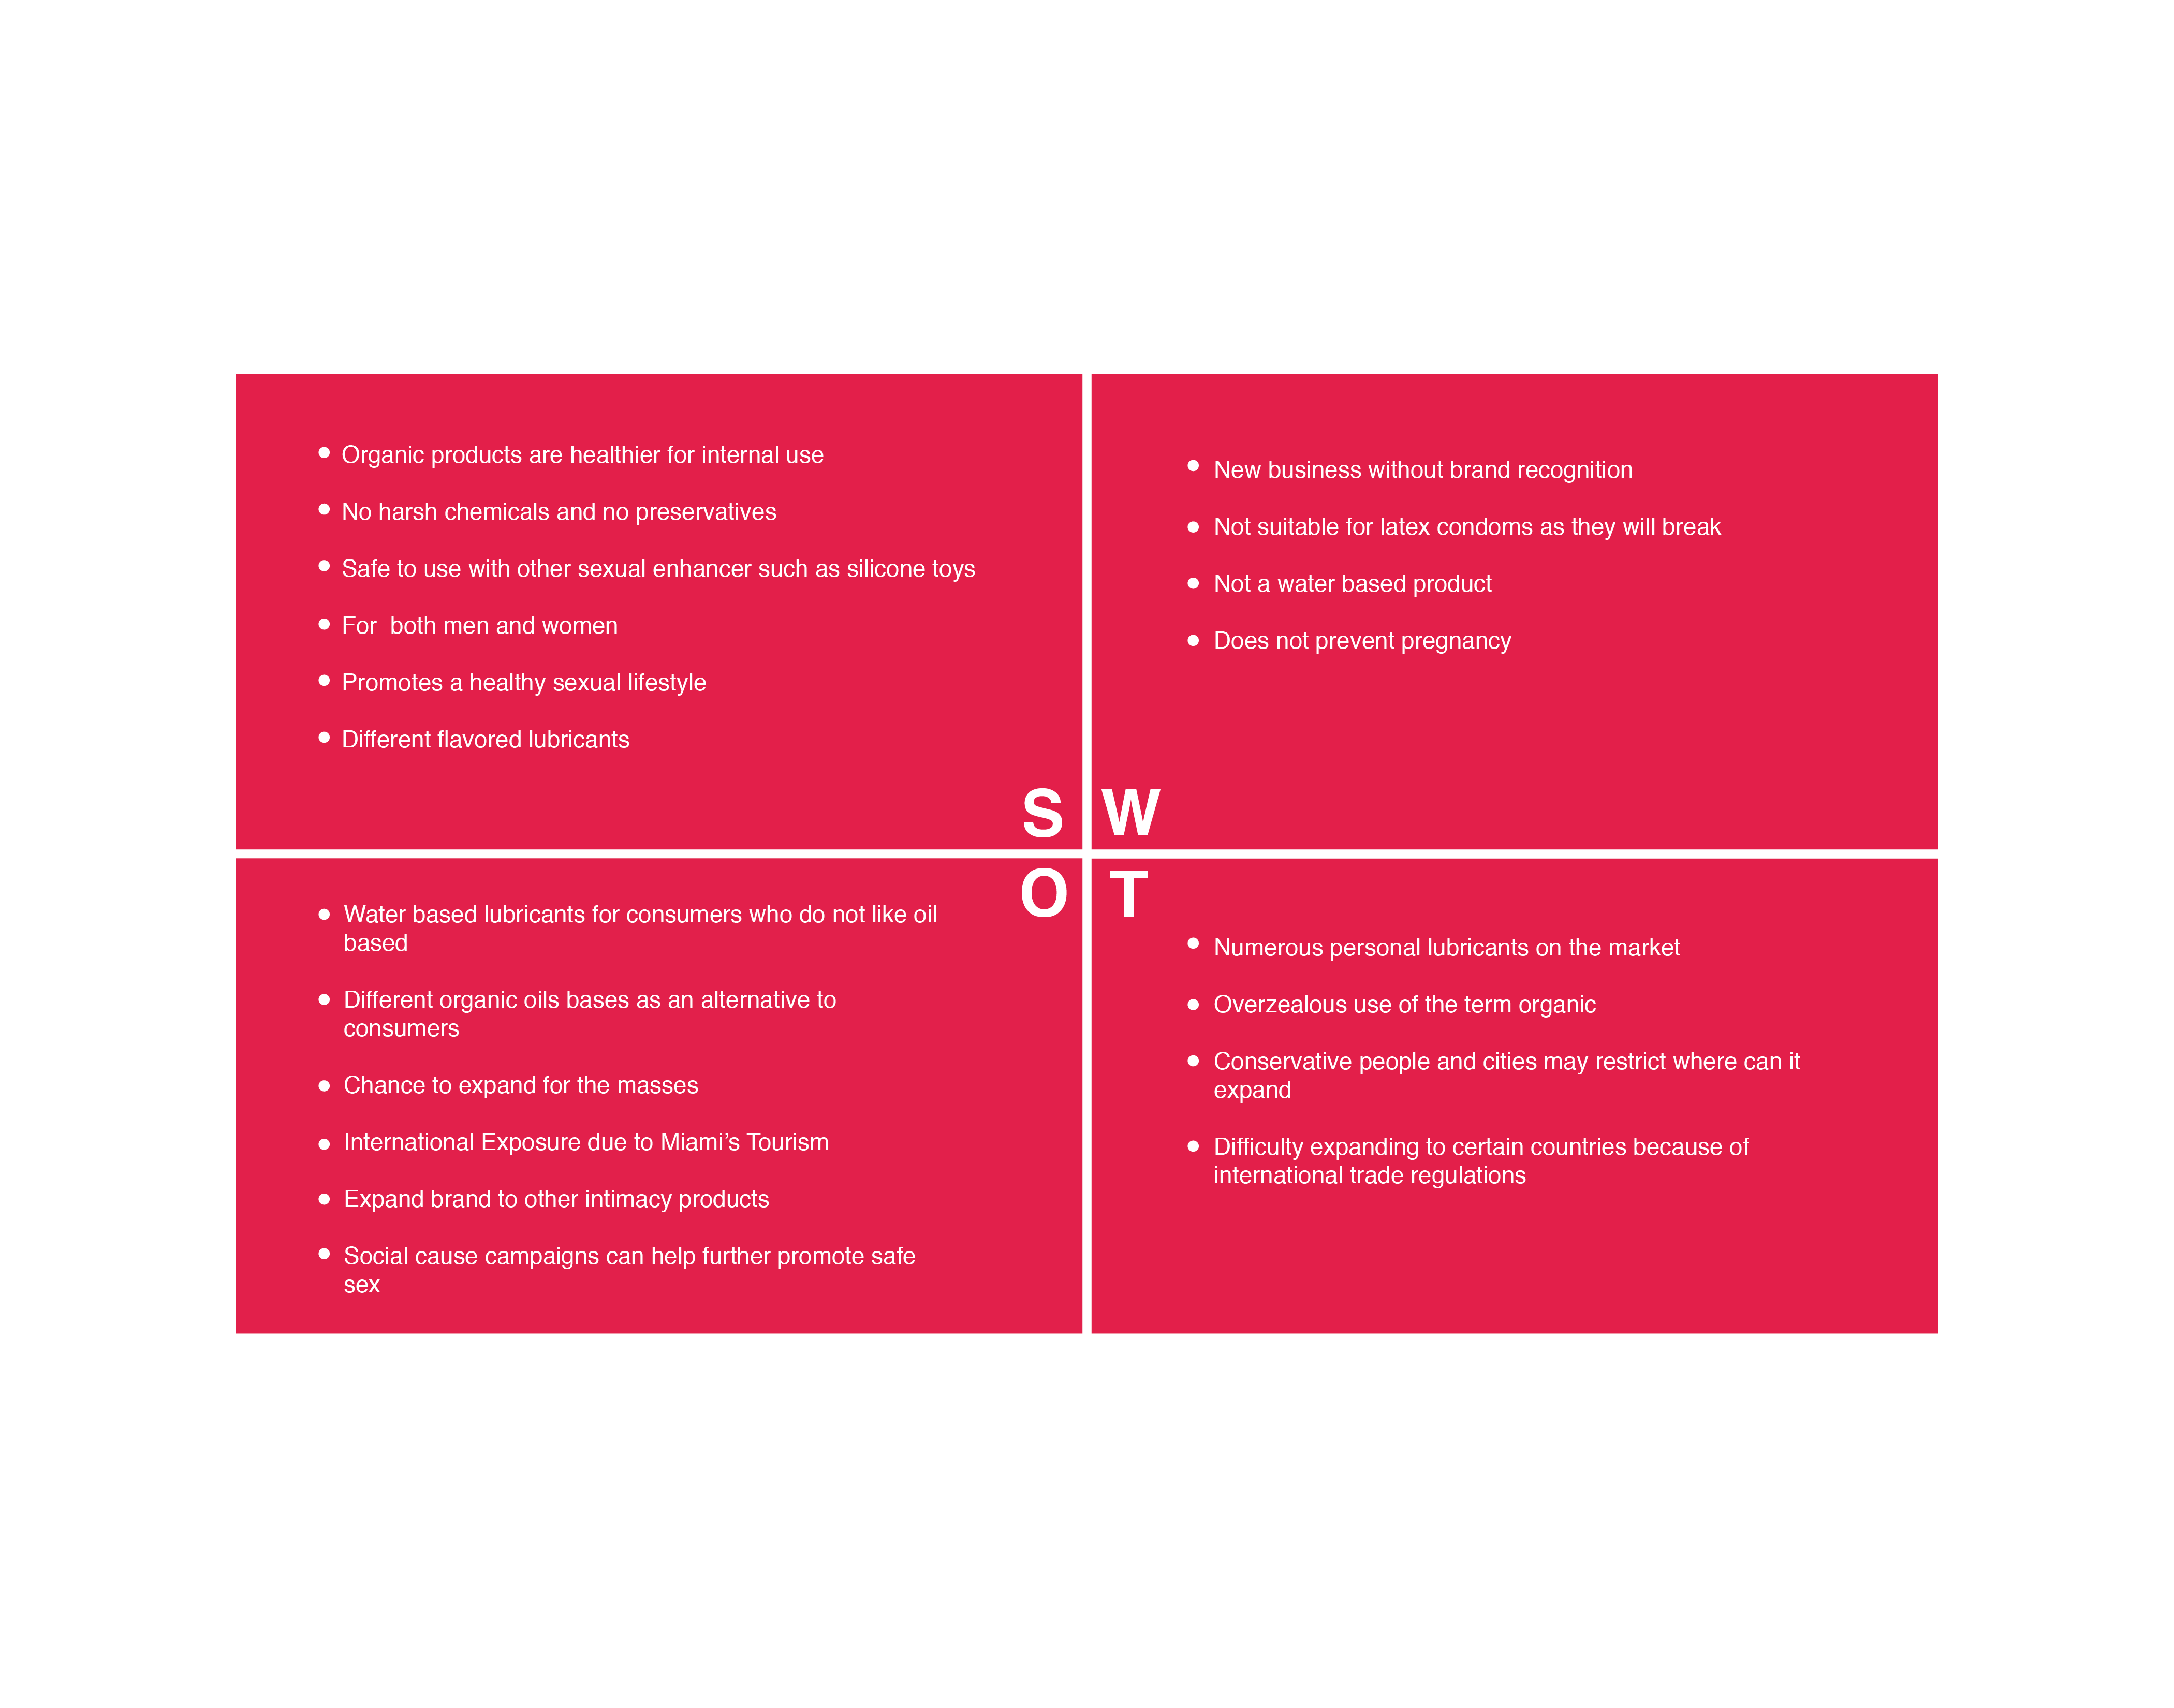 Organic products are healthier for internal use
No harsh chemicals and no preservatives
Safe to use with other sexual enhancer such as silicone toys
For  both men and women
Promotes a healthy sexual lifestyle
Different flavored lubricants
S
New business without brand recognition
Not suitable for latex condoms as they will break
Not a water based product
Does not prevent pregnancy
W
O
Water based lubricants for consumers who do not like oil
based
Different organic oils bases as an alternative to
consumers
Chance to expand for the masses
International Exposure due to Miami’s Tourism
Expand brand to other intimacy products
Social cause campaigns can help further promote safe
sex
T
Numerous personal lubricants on the market
Overzealous use of the term organic
Conservative people and cities may restrict where can it
expand
Difficulty expanding to certain countries because of
international trade regulations